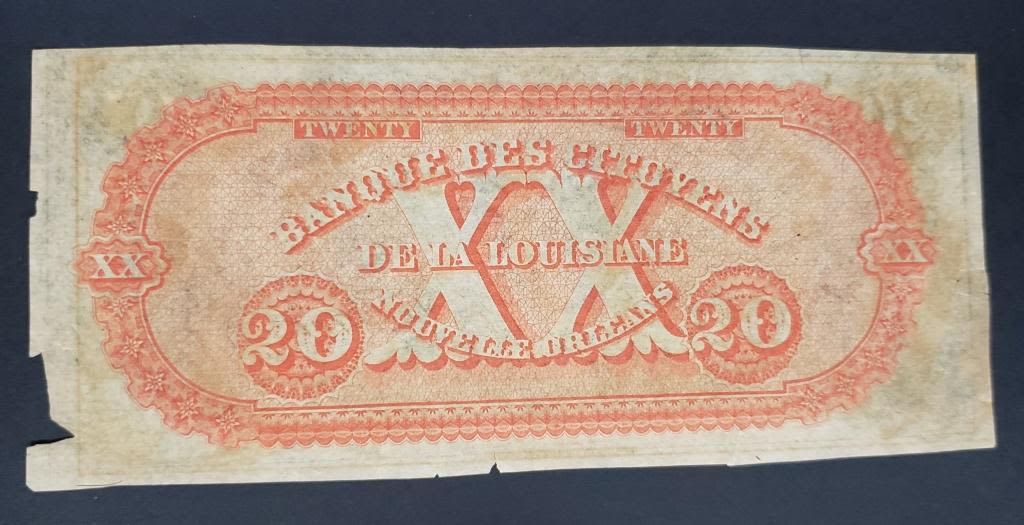 TWENTY TWENTY
BANQUE DES CITOYENS
XX XX XX
DE LA LOUISIANE
NOUVELLE ORLEANS
20 20